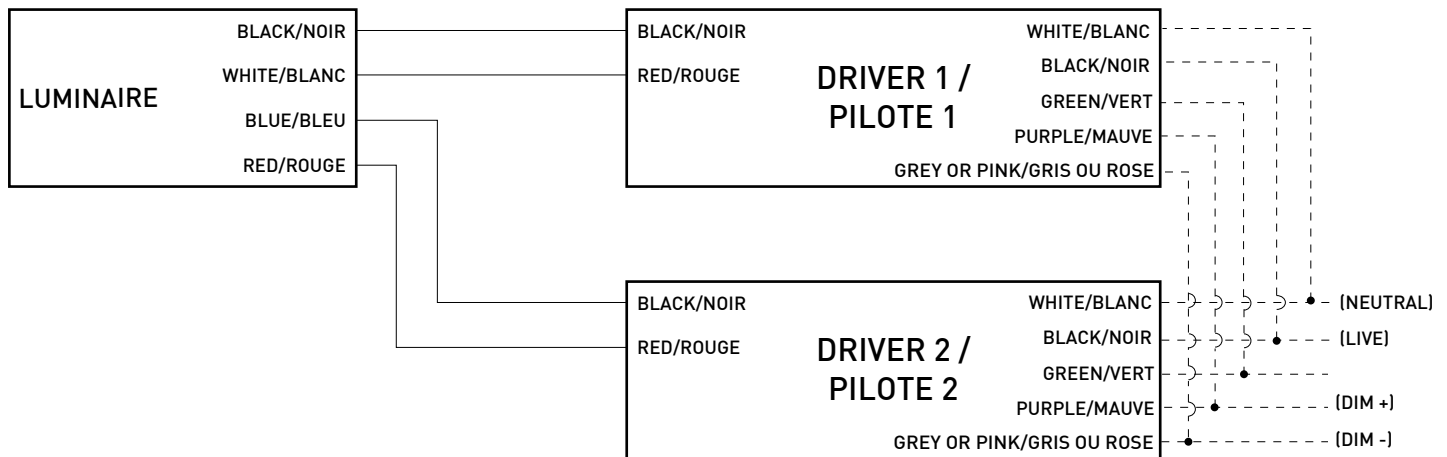 LUMINAIRE
BLACK/NOIR
WHITE/BLANC
BLUE/BLEU
RED/ROUGE
BLACK/NOIR
RED/ROUGE
DRIVER 1 /
PILOTE 1
WHITE/BLANC
BLACK/NOIR
GREEN/VERT
PURPLE/MAUVE
GREY OR PINK/GRIS OU ROSE
BLACK/NOIR
RED/ROUGE
DRIVER 2 /
PILOTE 2
WHITE/BLANC
BLACK/NOIR
GREEN/VERT
PURPLE/MAUVE
GREY OR PINK/GRIS OU ROSE
(NEUTRAL)
(LIVE)
(DIM +)
(DIM -)